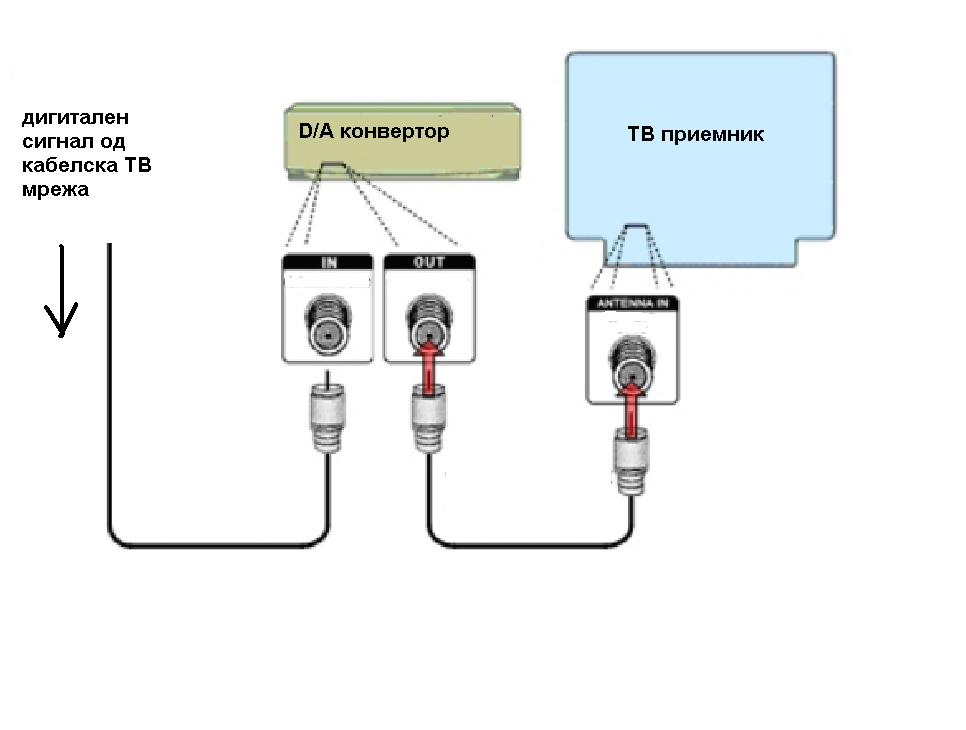 дигитален
сигнал од
кабелска ТВ
мрежа
D/A конвертор
ТВ приемник
IN
OUT
ANTENNA IN